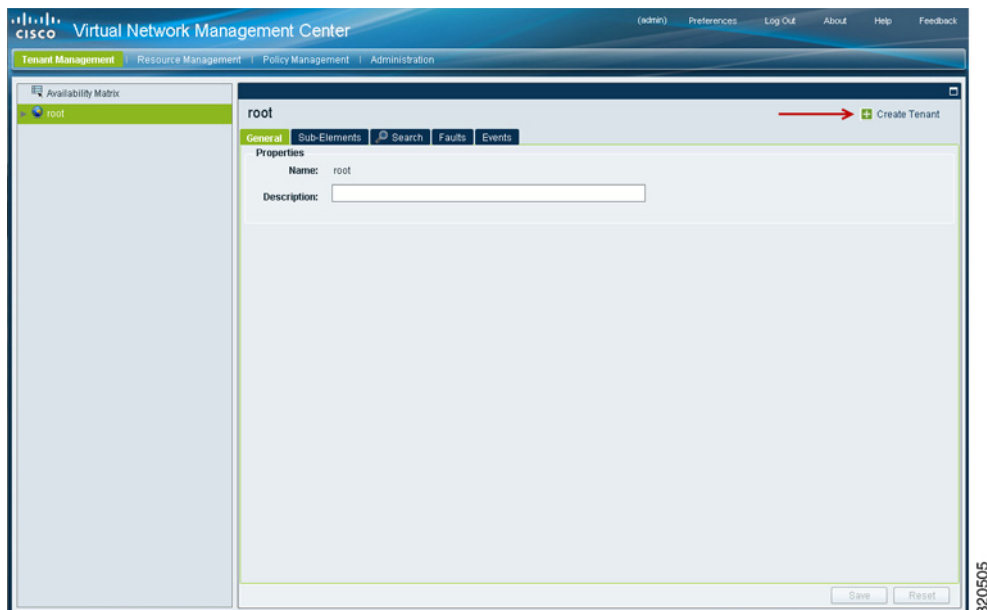 CISCO Virtual Network Management Center
(admin) Preferences Log Out About Help Feedback
Tenant Management | Resource Management | Policy Management | Administration
Availability Matrix
root
root
Create Tenant
General Sub-Elements Search Faults Events
Properties
Name: root
Description:
Save Reset
320505